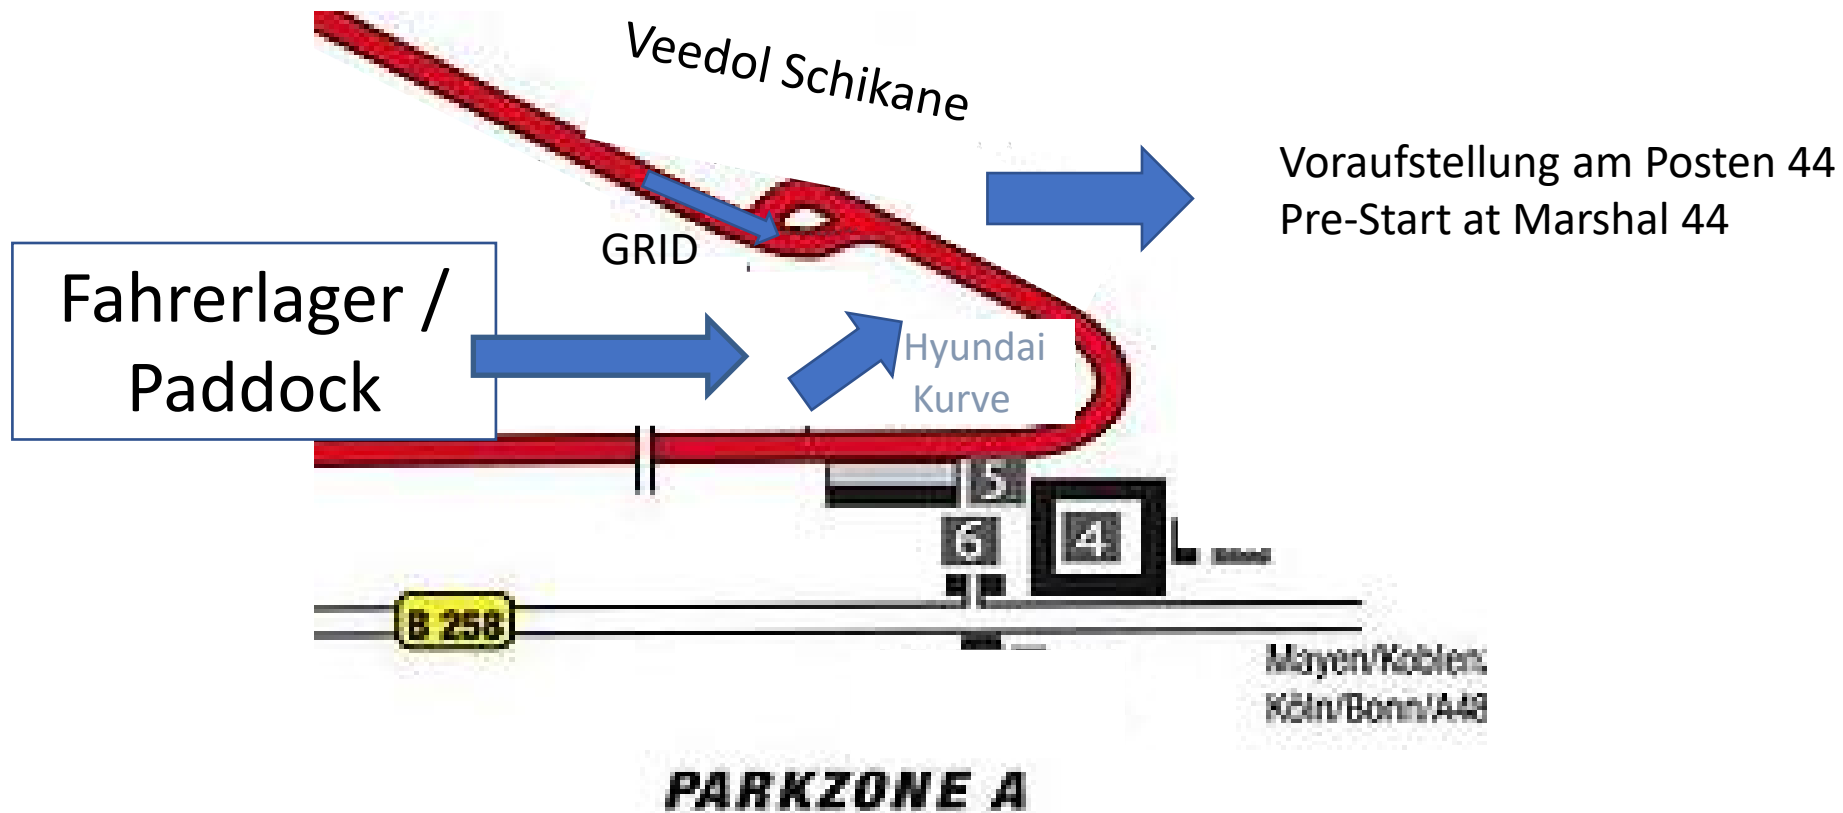 Veedol Schikane
Voraufstellung am Posten 44
Pre-Start at Marshal 44
GRID
Fahrerlager /
Paddock
Hyundai
Kurve
5
6
4
B 258
Mayen/Koblenz
Köln/Bonn/A48
PARKZONE A